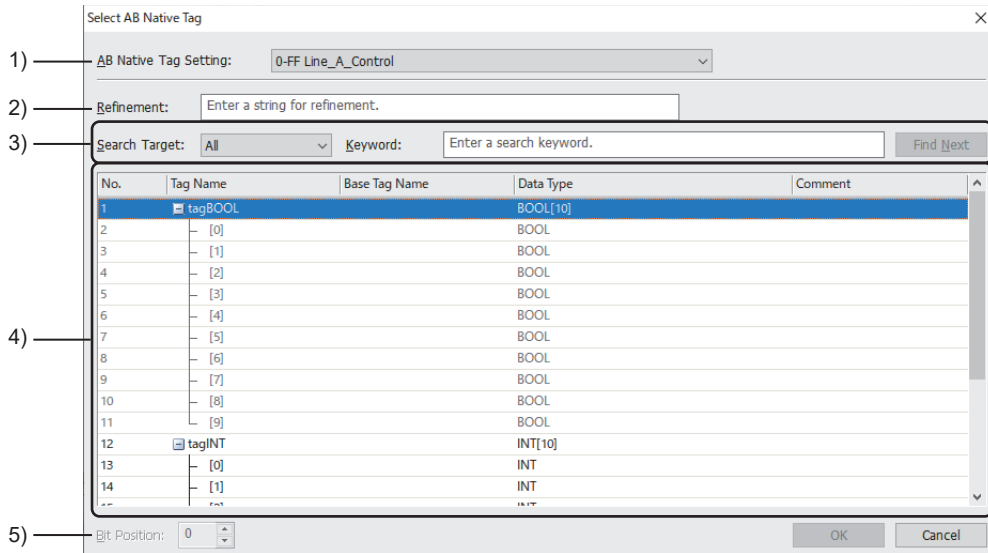 Select AB Native Tag
1) AB Native Tag Setting: 0-FF Line_A_Control
2) Refinement: Enter a string for refinement.
3) Search Target: All Keyword: Enter a search keyword. Find Next
No. Tag Name Base Tag Name Data Type Comment
1 tagBOOL BOOL[10]
2 [0] BOOL
3 [1] BOOL
4 [2] BOOL
5 [3] BOOL
6 [4] BOOL
4)
7 [5] BOOL
8 [6] BOOL
9 [7] BOOL
10 [8] BOOL
11 [9] BOOL
12 tagINT INT[10]
13 [0] INT
14 [1] INT
5) Bit Position: 0 OK Cancel